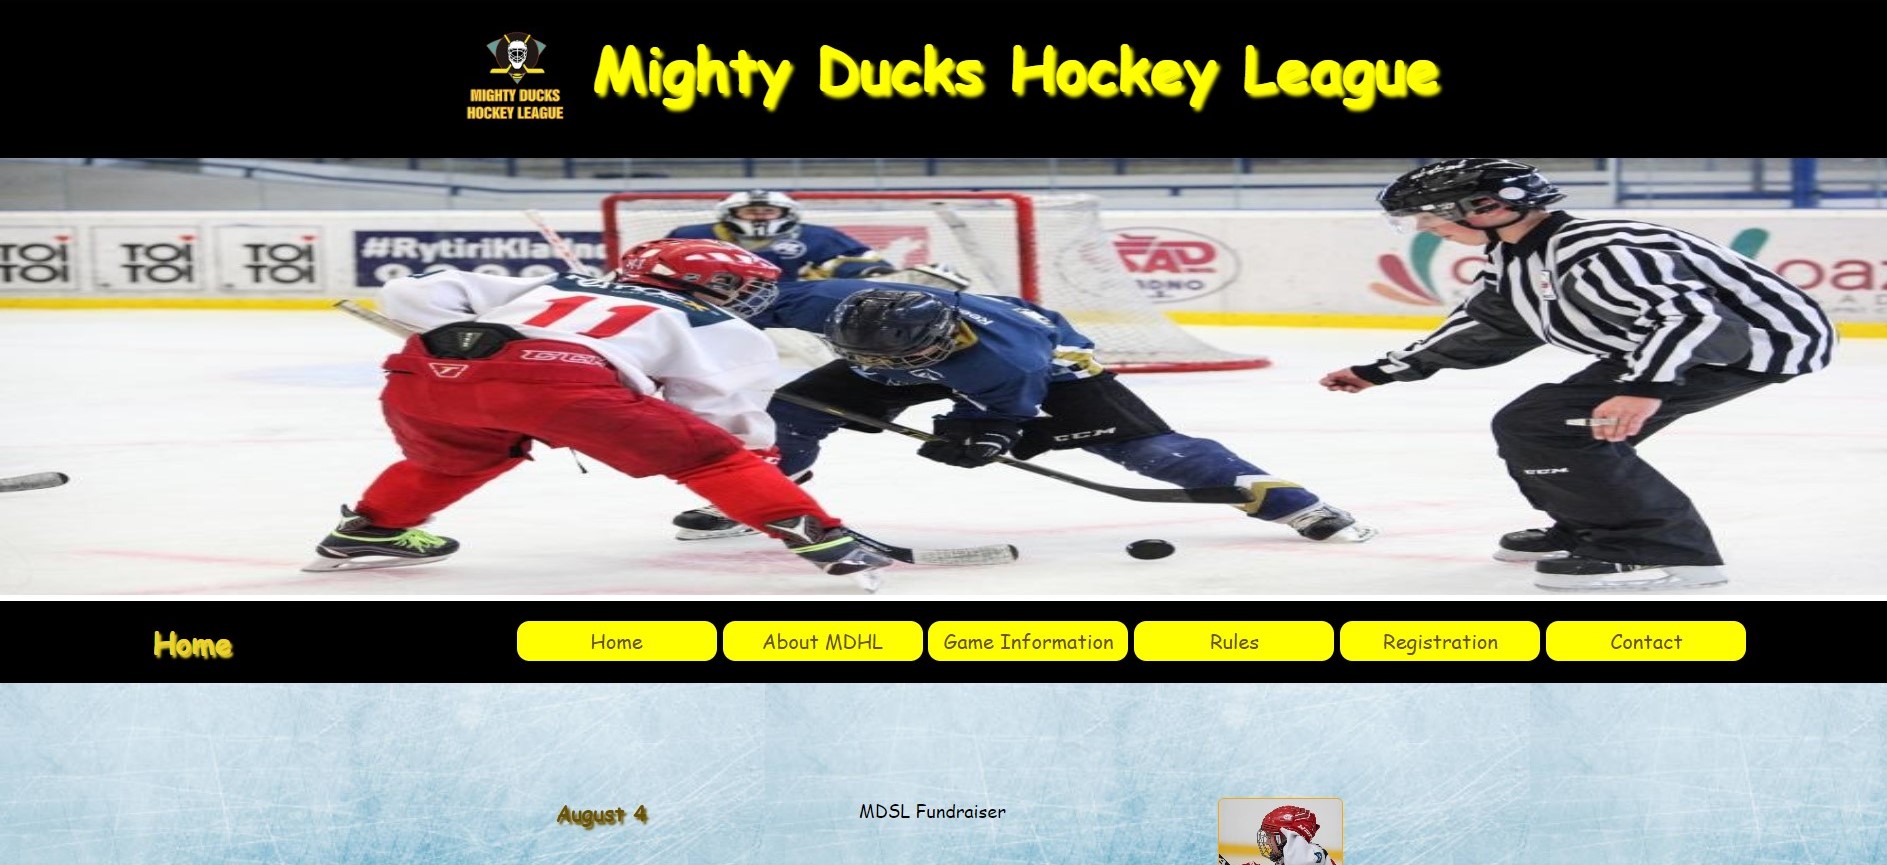 MIGHTY DUCKS
HOCKEY LEAGUE
Mighty Ducks Hockey League
TOI
TOI
TOI
TOI
TOI
TOI
#RytiriKladno
11
CCM
CCM
Home
Home
About MDHL
Game Information
Rules
Registration
Contact
August 4
MDSL Fundraiser